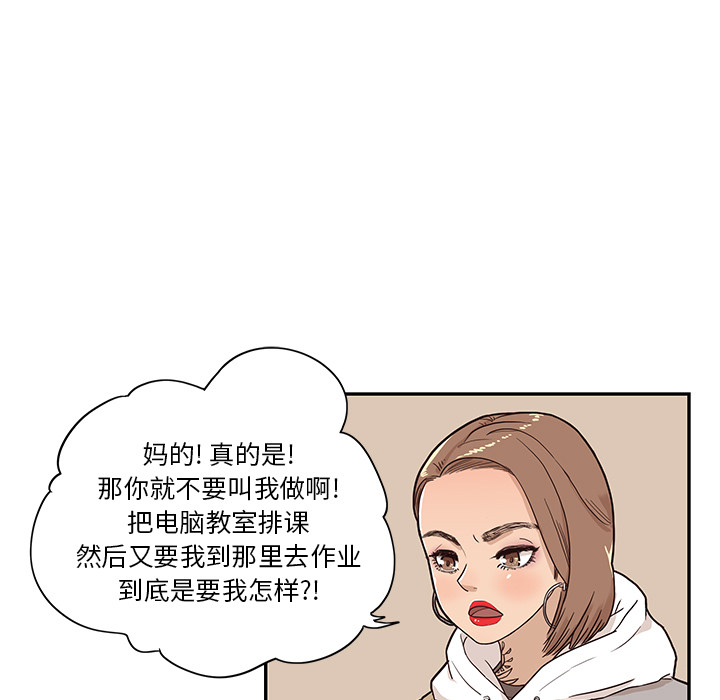 妈的! 真的是!
那你就不要叫我做啊!
把电脑教室排课
然后又要我到那里去作业
到底是要我怎样?!